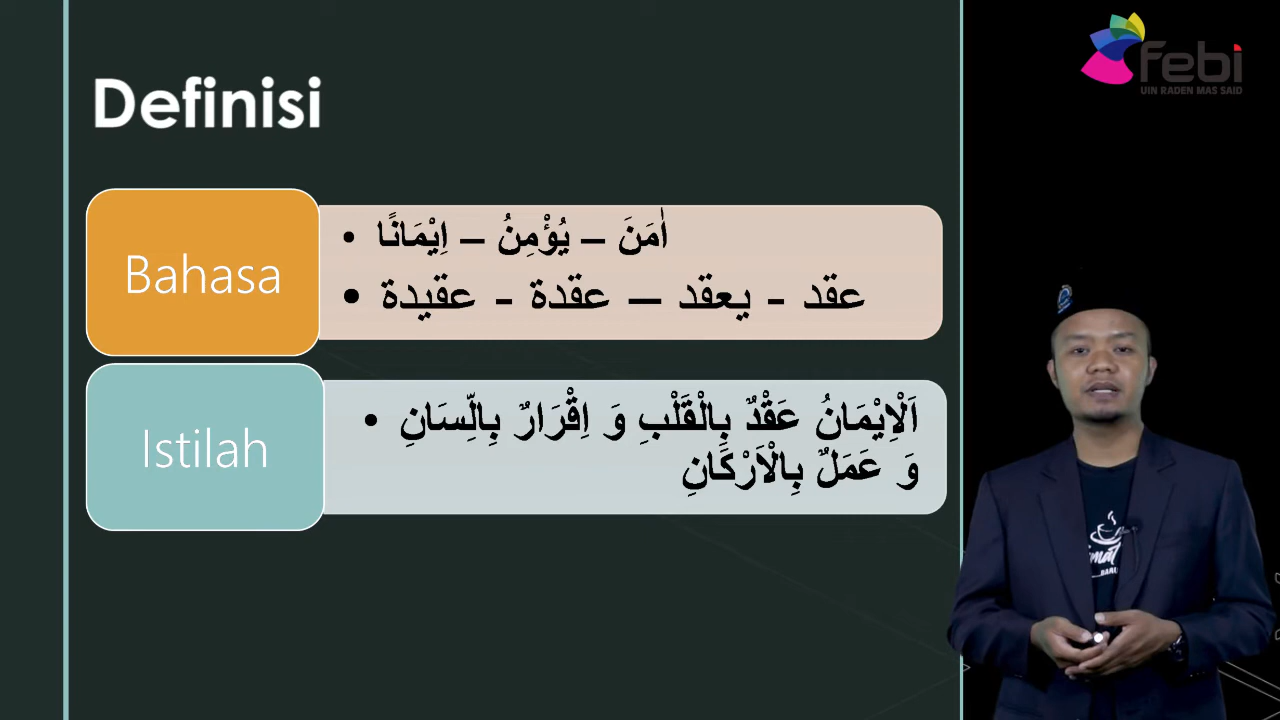 Definisi
febi
UIN RADEN MAS SAID
Bahasa
• اٰمَنَ – يُؤْمِنُ – اِيْمَانًا
• عقد - يعقد – عقدة - عقيدة
Istilah
• اَلْاِيْمَانُ عَقْدٌ بِالْقَلْبِ وَ اِقْرَارٌ بِالِّسَانِ
وَ عَمَلٌ بِالْاَرْكَانِ